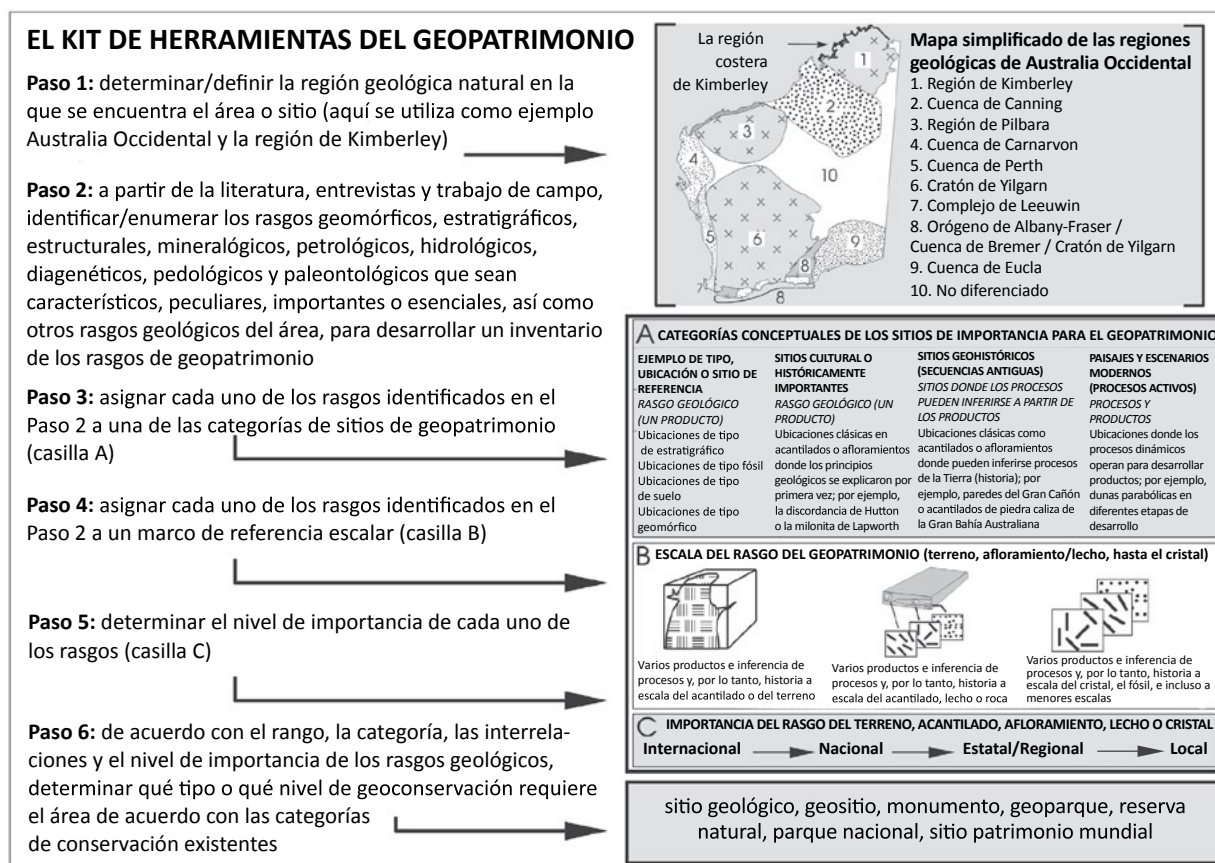 EL KIT DE HERRAMIENTAS DEL GEOPATRIMONIO
Paso 1: determinar/definir la región geológica natural en la
que se encuentra el área o sitio (aquí se utiliza como ejemplo
Australia Occidental y la región de Kimberley)
Paso 2: a partir de la literatura, entrevistas y trabajo de campo,
identificar/enumerar los rasgos geomórficos, estratigráficos,
estructurales, mineralógicos, petrológicos, hidrológicos,
diagenéticos, pedológicos y paleontológicos que sean
característicos, peculiares, importantes o esenciales, así como
otros rasgos geológicos del área, para desarrollar un inventario
de los rasgos de geopatrimonio
Paso 3: asignar cada uno de los rasgos identificados en el
Paso 2 a una de las categorías de sitios de geopatrimonio
(casilla A)
Paso 4: asignar cada uno de los rasgos identificados en el
Paso 2 a un marco de referencia escalar (casilla B)
Paso 5: determinar el nivel de importancia de cada uno de
los rasgos (casilla C)
Paso 6: de acuerdo con el rango, la categoría, las interrela-
ciones y el nivel de importancia de los rasgos geológicos,
determinar qué tipo o qué nivel de geoconservación requiere
el área de acuerdo con las categorías
de conservación existentes
La región
costera
de Kimberley
1
2
3
4
10
5
6
9
8
7
8
Mapa simplificado de las regiones
geológicas de Australia Occidental
1. Región de Kimberley
2. Cuenca de Canning
3. Región de Pilbara
4. Cuenca de Carnarvon
5. Cuenca de Perth
6. Cratón de Yilgarn
7. Complejo de Leeuwin
8. Orógeno de Albany-Fraser /
Cuenca de Bremer / Cratón de Yilgarn
9. Cuenca de Eucla
10. No diferenciado
A CATEGORÍAS CONCEPTUALES DE LOS SITIOS DE IMPORTANCIA PARA EL GEOPATRIMONIO
EJEMPLO DE TIPO,
UBICACIÓN O SITIO DE
REFERENCIA
RASGO GEOLÓGICO
(UN PRODUCTO)
Ubicaciones de tipo
de estratigráfico
Ubicaciones de tipo fósil
Ubicaciones de tipo
de suelo
Ubicaciones de tipo
geomórfico
SITIOS CULTURAL O
HISTÓRICAMENTE
IMPORTANTES
RASGO GEOLÓGICO (UN
PRODUCTO)
Ubicaciones clásicas en
acantilados o afloramientos
donde los principios
geológicos se explicaron por
primera vez; por ejemplo,
la discordancia de Hutton
o la milonita de Lapworth
SITIOS GEOHISTÓRICOS
(SECUENCIAS ANTIGUAS)
SITIOS DONDE LOS PROCESOS
PUEDEN INFERIRSE A PARTIR DE
LOS PRODUCTOS
Ubicaciones clásicas como
acantilados o afloramientos
donde pueden inferirse procesos
de la Tierra (historia); por
ejemplo, paredes del Gran Cañón
o acantilados de piedra caliza de
la Gran Bahía Australiana
PAISAJES Y ESCENARIOS
MODERNOS
(PROCESOS ACTIVOS)
PROCESOS Y
PRODUCTOS
Ubicaciones donde los
procesos dinámicos
operan para desarrollar
productos; por ejemplo,
dunas parabólicas en
diferentes etapas de
desarrollo
B ESCALA DEL RASGO DEL GEOPATRIMONIO (terreno, afloramiento/lecho, hasta el cristal)
Varios productos e inferencia de
procesos y, por lo tanto, historia a
escala del acantilado o del terreno
Varios productos e inferencia de
procesos y, por lo tanto, historia a
escala del acantilado, lecho o roca
Varios productos e inferencia de
procesos y, por lo tanto, historia a
escala del cristal, el fósil, e incluso a
menores escalas
C IMPORTANCIA DEL RASGO DEL TERRENO, ACANTILADO, AFLORAMIENTO, LECHO O CRISTAL
Internacional Nacional Estatal/Regional Local
sitio geológico, geositio, monumento, geoparque, reserva
natural, parque nacional, sitio patrimonio mundial